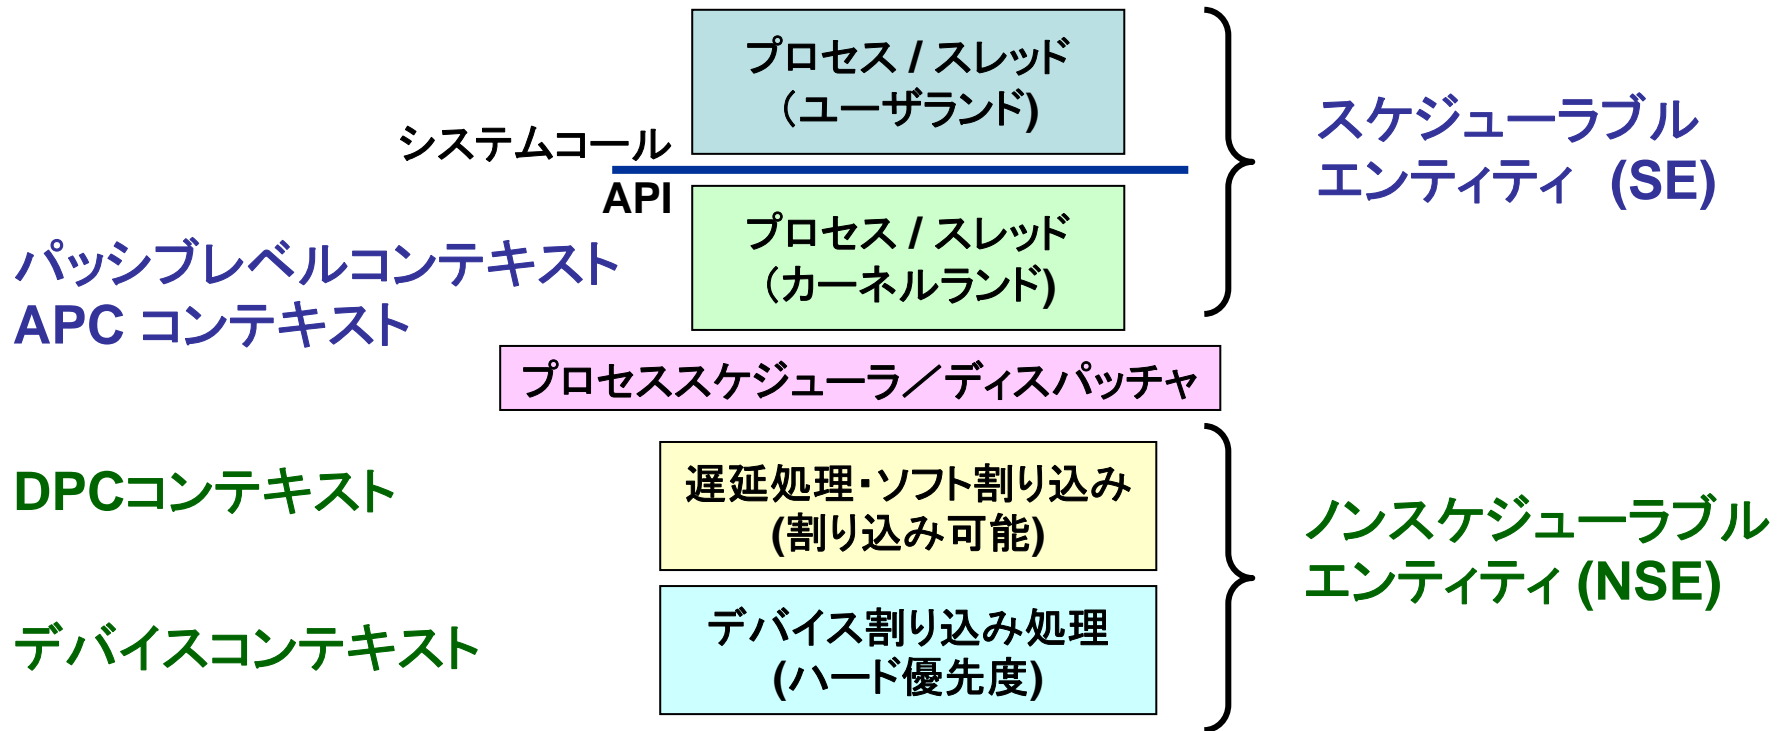 プロセス / スレッド
（ユーザランド)
システムコール
API
プロセス / スレッド
（カーネルランド)
スケジューラブル
エンティティ (SE)
パッシブレベルコンテキスト
APC コンテキスト
プロセススケジューラ／ディスパッチャ
DPCコンテキスト
遅延処理・ソフト割り込み
(割り込み可能)
ノンスケジューラブル
エンティティ (NSE)
デバイスコンテキスト
デバイス割り込み処理
(ハード優先度)